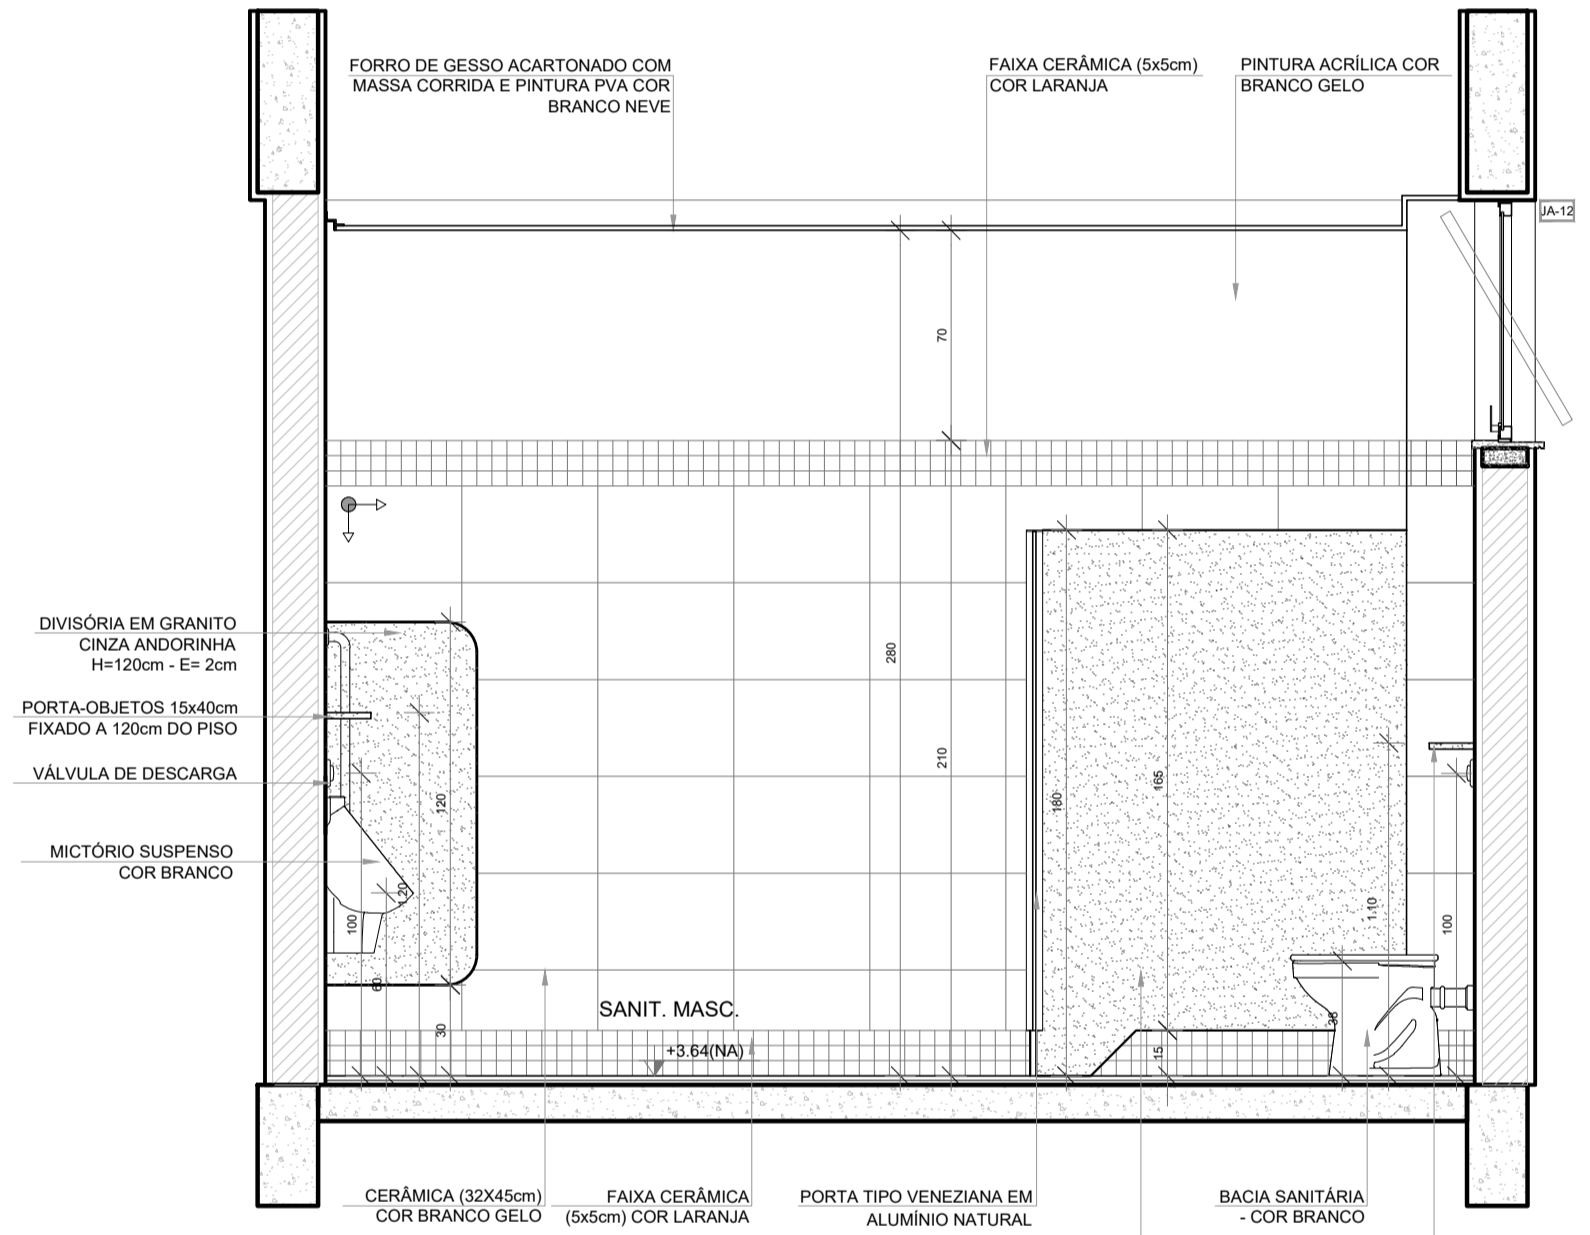 FORRO DE GESSO ACARTONADO COM
MASSA CORRIDA E PINTURA PVA COR
BRANCO NEVE
FAIXA CERÂMICA (5x5cm)
COR LARANJA
PINTURA ACRÍLICA COR
BRANCO GELO
JA-12
70
280
210
180
165
15
DIVISÓRIA EM GRANITO
CINZA ANDORINHA
H=120cm - E= 2cm
PORTA-OBJETOS 15x40cm
FIXADO A 120cm DO PISO
VÁLVULA DE DESCARGA
MICTÓRIO SUSPENSO
COR BRANCO
120
120
100
60
30
1.10
100
38
SANIT. MASC.
+3.64(NA)
CERÂMICA (32X45cm)
COR BRANCO GELO
FAIXA CERÂMICA
(5x5cm) COR LARANJA
PORTA TIPO VENEZIANA EM
ALUMÍNIO NATURAL
BACIA SANITÁRIA
- COR BRANCO